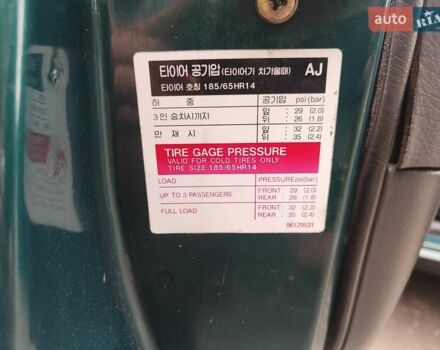 auto RIA
타이어 공기압 (타이어가 차가울때) AJ
타이어 호칭 185/65HR14
하 중 공기압 psi(bar)
3인 승차시까지 앞 : 29 (2.0)
뒤 : 26 (1.8)
만 재 시 앞 : 32 (2.2)
뒤 : 35 (2.4)
TIRE GAGE PRESSURE
VALID FOR COLD TIRES ONLY
TIRE SIZE 185/65HR14
LOAD PRESSURE psi(bar)
UP TO 3 PASSENGERS FRONT: 29 (2.0)
REAR : 26 (1.8)
FULL LOAD FRONT: 32 (2.2)
REAR : 35 (2.4)
96129531